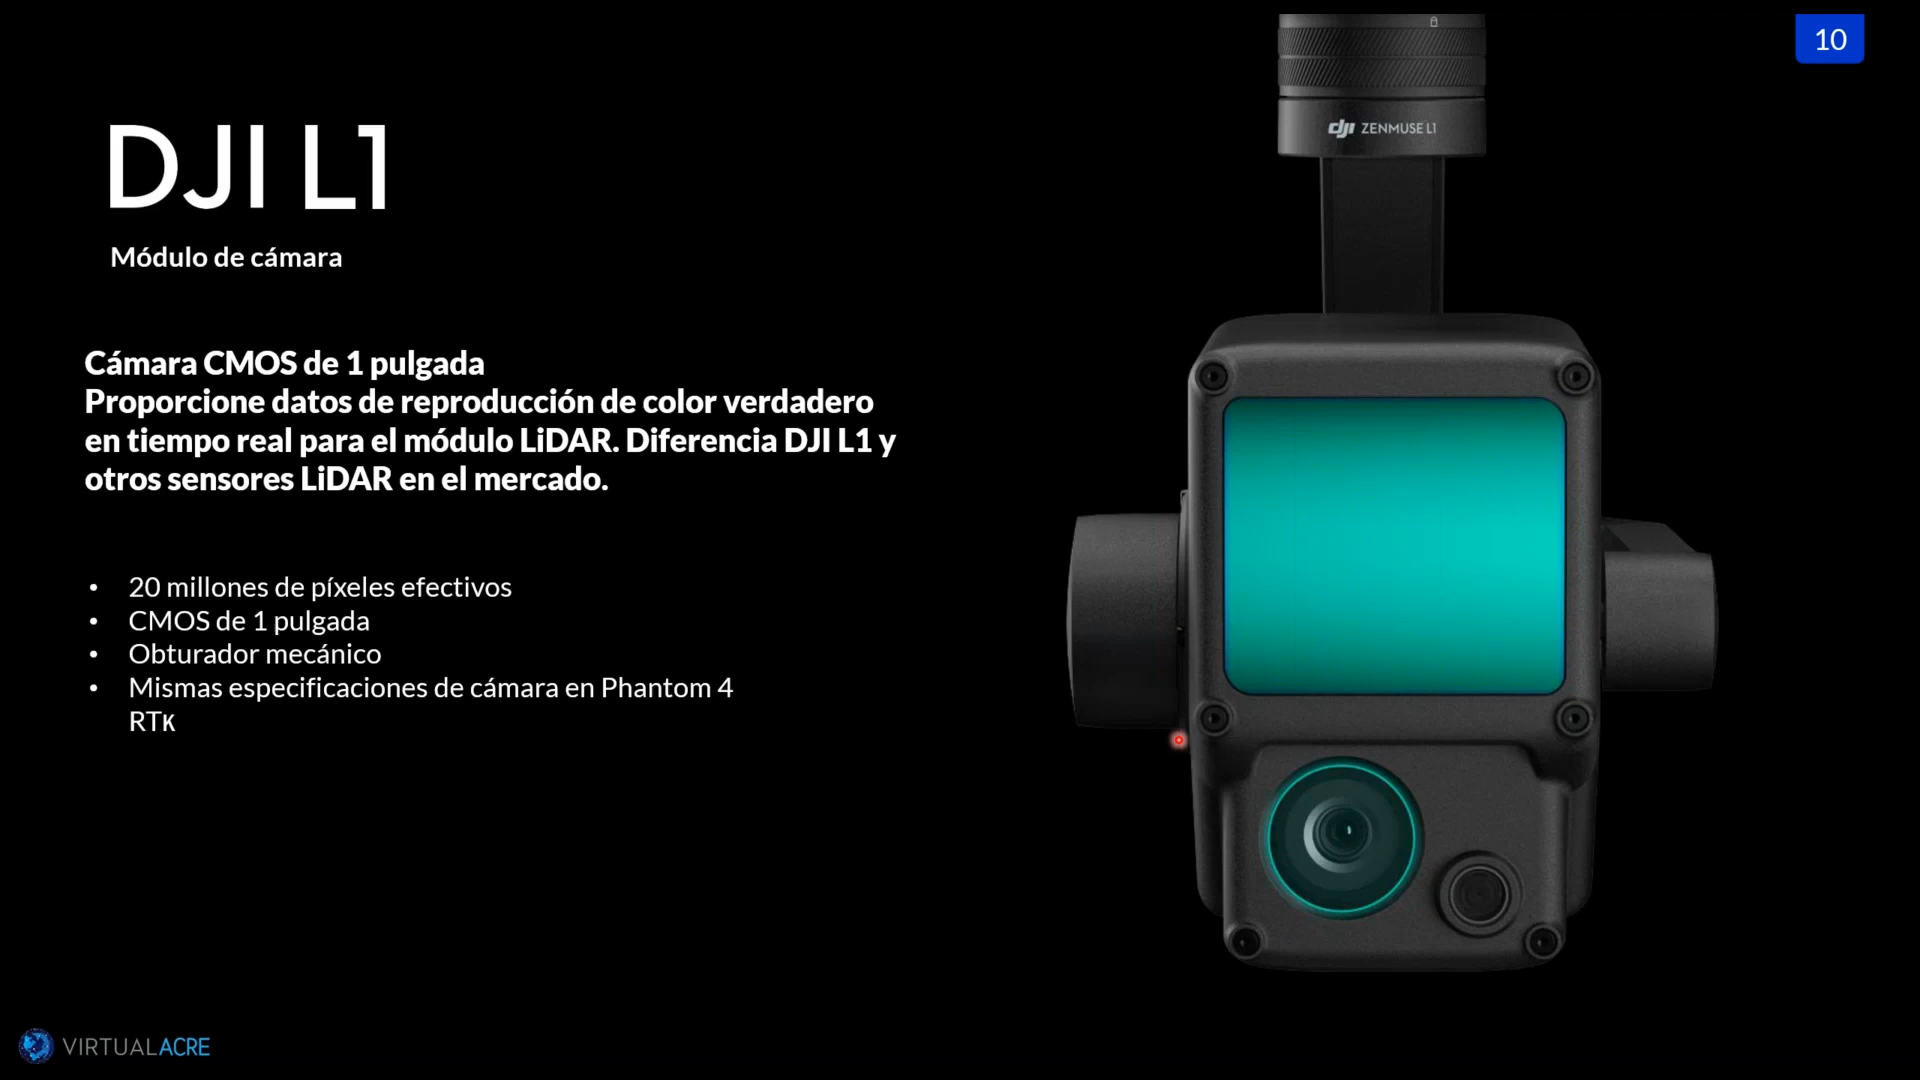 10
dji ZENMUSE L1
DJI L1
Módulo de cámara
Cámara CMOS de 1 pulgada
Proporcione datos de reproducción de color verdadero
en tiempo real para el módulo LiDAR. Diferencia DJI L1 y
otros sensores LiDAR en el mercado.
• 20 millones de píxeles efectivos
• CMOS de 1 pulgada
• Obturador mecánico
• Mismas especificaciones de cámara en Phantom 4
RTK
VIRTUALACRE